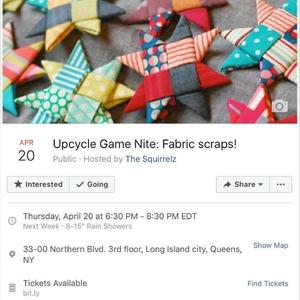 APR
20
Upcycle Game Nite: Fabric scraps!
Public · Hosted by The Squirrelz
Interested
Going
Share
Thursday, April 20 at 6:30 PM - 8:30 PM EDT
Next Week · 8–15° Rain Showers
33-00 Northern Blvd. 3rd floor, Long Island city, Queens,
NY
Show Map
Tickets Available
Find Tickets
bit.ly